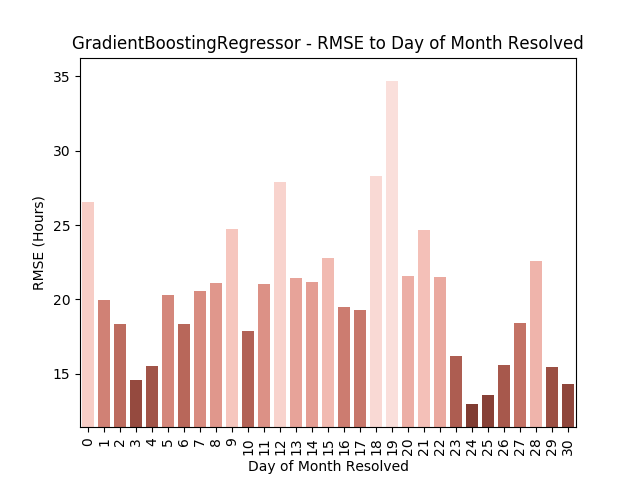 GradientBoostingRegressor - RMSE to Day of Month Resolved
35
30
25
20
15
RMSE (Hours)
0 1 2 3 4 5 6 7 8 9 10 11 12 13 14 15 16 17 18 19 20 21 22 23 24 25 26 27 28 29 30
Day of Month Resolved